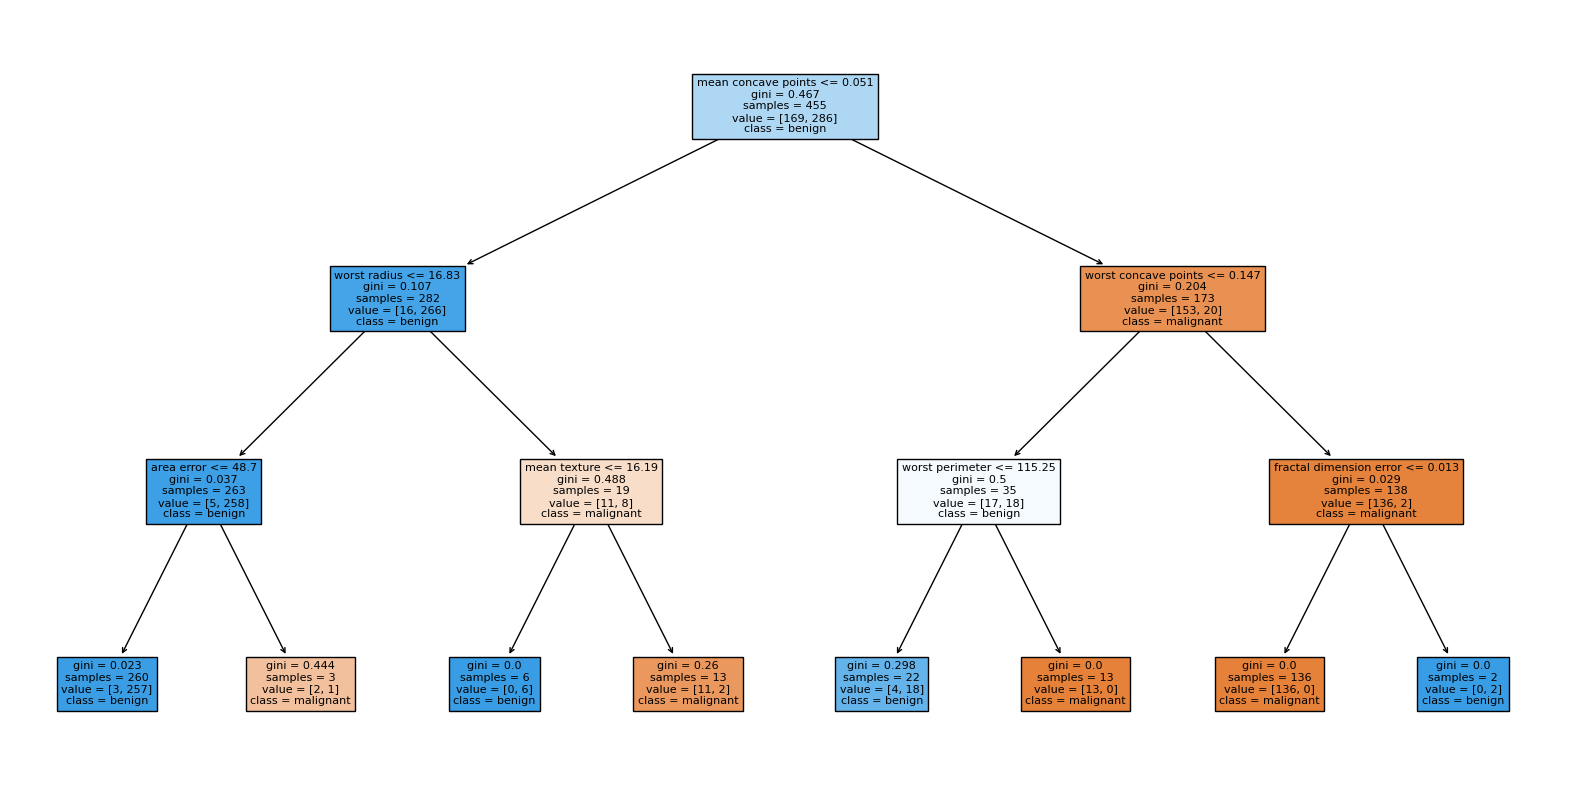 mean concave points <= 0.051
gini = 0.467
samples = 455
value = [169, 286]
class = benign
worst radius <= 16.83
gini = 0.107
samples = 282
value = [16, 266]
class = benign
worst concave points <= 0.147
gini = 0.204
samples = 173
value = [153, 20]
class = malignant
area error <= 48.7
gini = 0.037
samples = 263
value = [5, 258]
class = benign
mean texture <= 16.19
gini = 0.488
samples = 19
value = [11, 8]
class = malignant
worst perimeter <= 115.25
gini = 0.5
samples = 35
value = [17, 18]
class = benign
fractal dimension error <= 0.013
gini = 0.029
samples = 138
value = [136, 2]
class = malignant
gini = 0.023
samples = 260
value = [3, 257]
class = benign
gini = 0.444
samples = 3
value = [2, 1]
class = malignant
gini = 0.0
samples = 6
value = [0, 6]
class = benign
gini = 0.26
samples = 13
value = [11, 2]
class = malignant
gini = 0.298
samples = 22
value = [4, 18]
class = benign
gini = 0.0
samples = 13
value = [13, 0]
class = malignant
gini = 0.0
samples = 136
value = [136, 0]
class = malignant
gini = 0.0
samples = 2
value = [0, 2]
class = benign